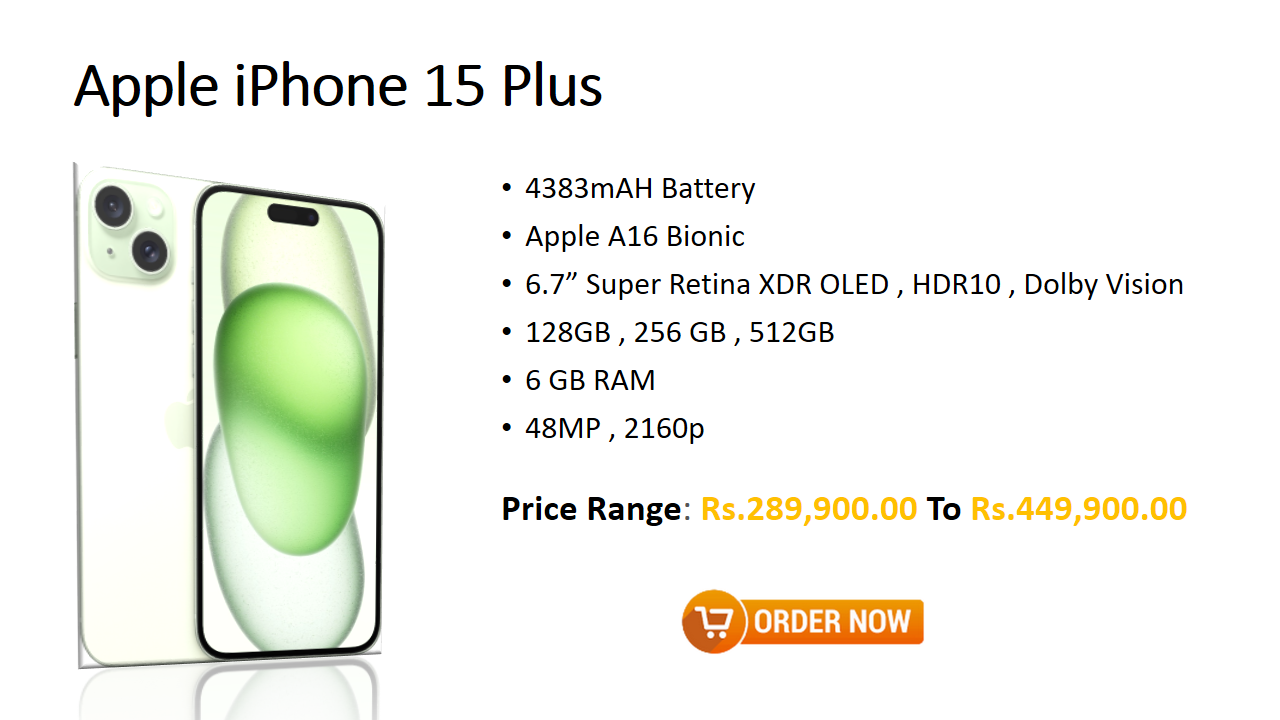 Apple iPhone 15 Plus
• 4383mAH Battery
• Apple A16 Bionic
• 6.7” Super Retina XDR OLED , HDR10 , Dolby Vision
• 128GB , 256 GB , 512GB
• 6 GB RAM
• 48MP , 2160p
Price Range: Rs.289,900.00 To Rs.449,900.00
ORDER NOW